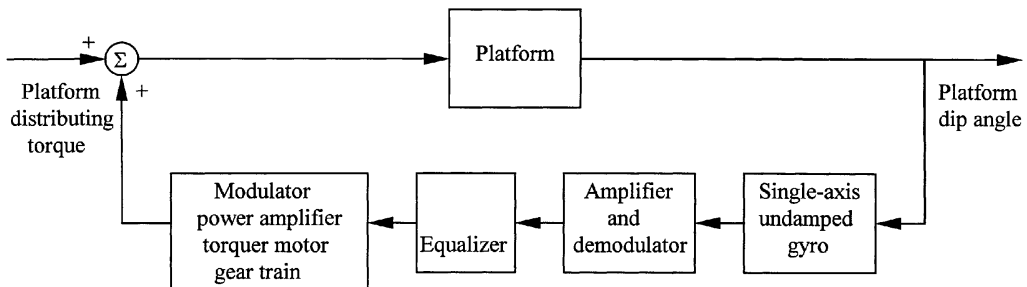 +
Σ
+
Platform
distributing
torque
Platform
Platform
dip angle
Modulator
power amplifier
torquer motor
gear train
Equalizer
Amplifier
and
demodulator
Single-axis
undamped
gyro